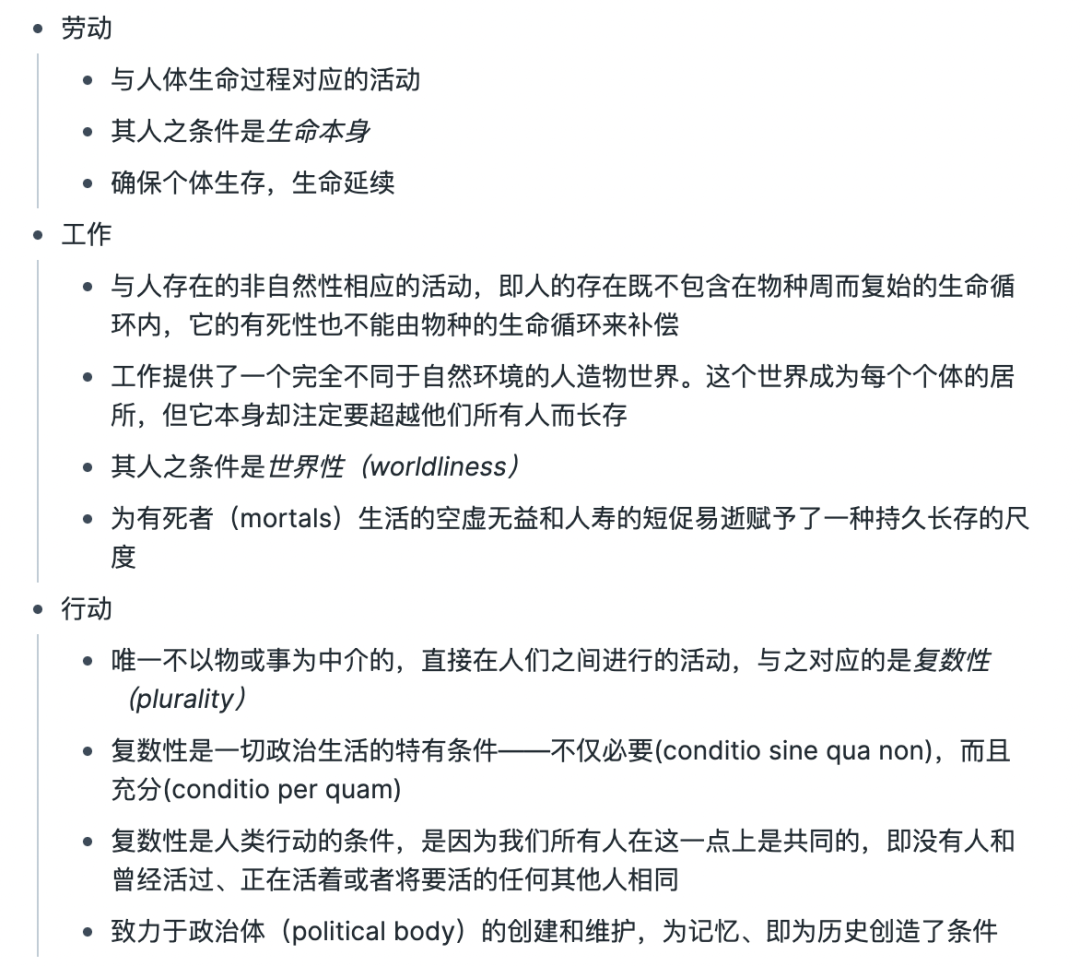 劳动
与人体生命过程对应的活动
其人之条件是生命本身
确保个体生存，生命延续
工作
与人存在的非自然性相应的活动，即人的存在既不包含在物种周而复始的生命循
环内，它的有死性也不能由物种的生命循环来补偿
工作提供了一个完全不同于自然环境的人造物世界。这个世界成为每个个体的居
所，但它本身却注定要超越他们所有人而长存
其人之条件是世界性（worldliness）
为有死者（mortals）生活的空虚无益和人寿的短促易逝赋予了一种持久长存的尺
度
行动
唯一不以物或事为中介的，直接在人们之间进行的活动，与之对应的是复数性
（plurality）
复数性是一切政治生活的特有条件——不仅必要(conditio sine qua non)，而且
充分(conditio per quam)
复数性是人类行动的条件，是因为我们所有人在这一点上是共同的，即没有人和
曾经活过、正在活着或者将要活的任何其他人相同
致力于政治体（political body）的创建和维护，为记忆、即为历史创造了条件